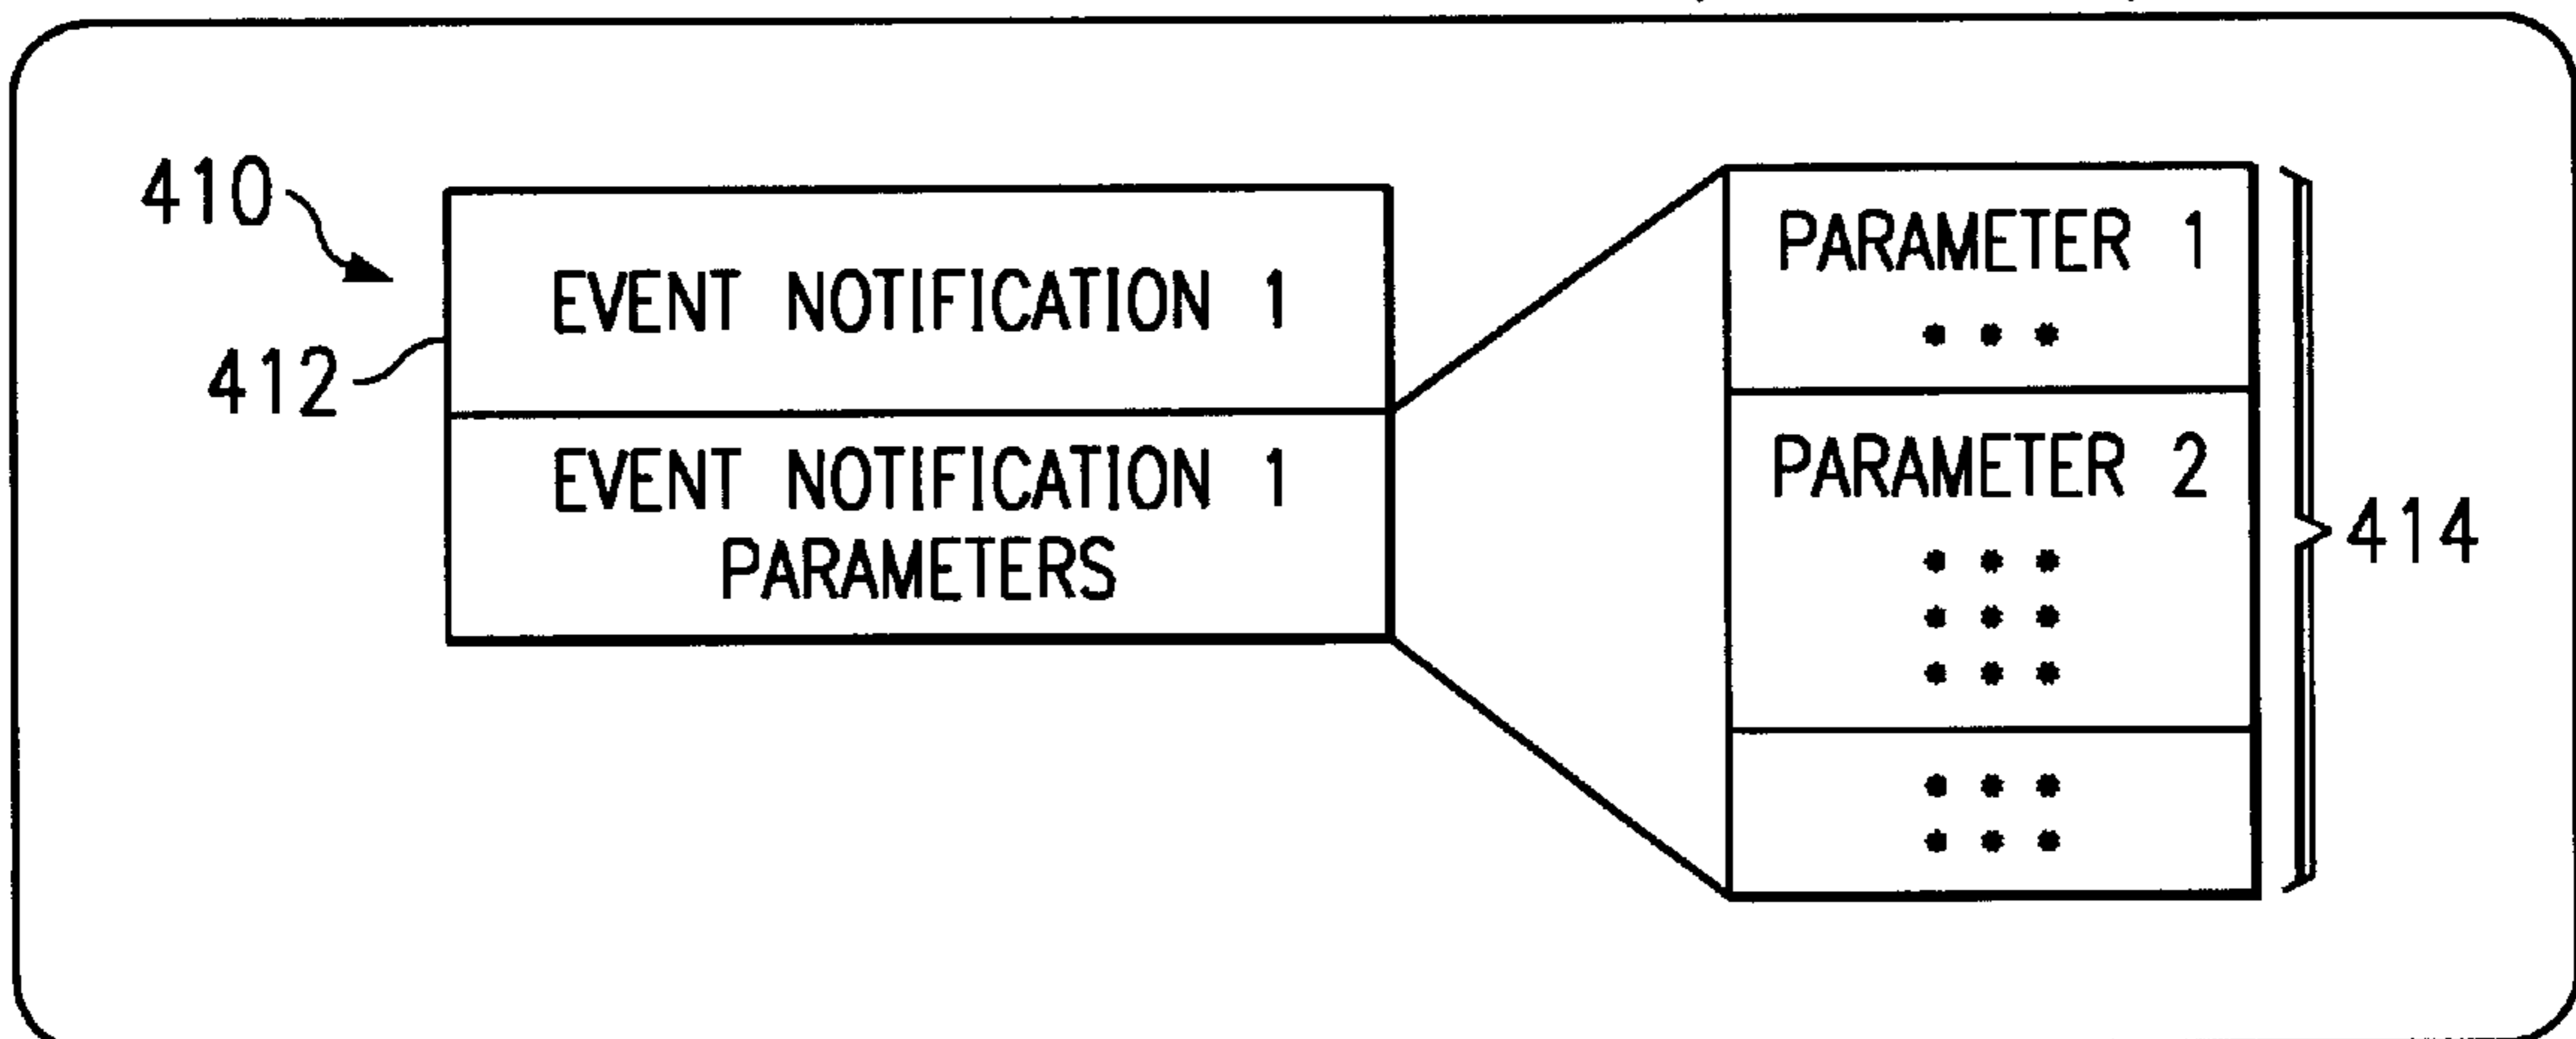 410
412
EVENT NOTIFICATION 1
EVENT NOTIFICATION 1
PARAMETERS
PARAMETER 1
• • •
PARAMETER 2
• • •
• • •
• • •
• • •
• • •
414